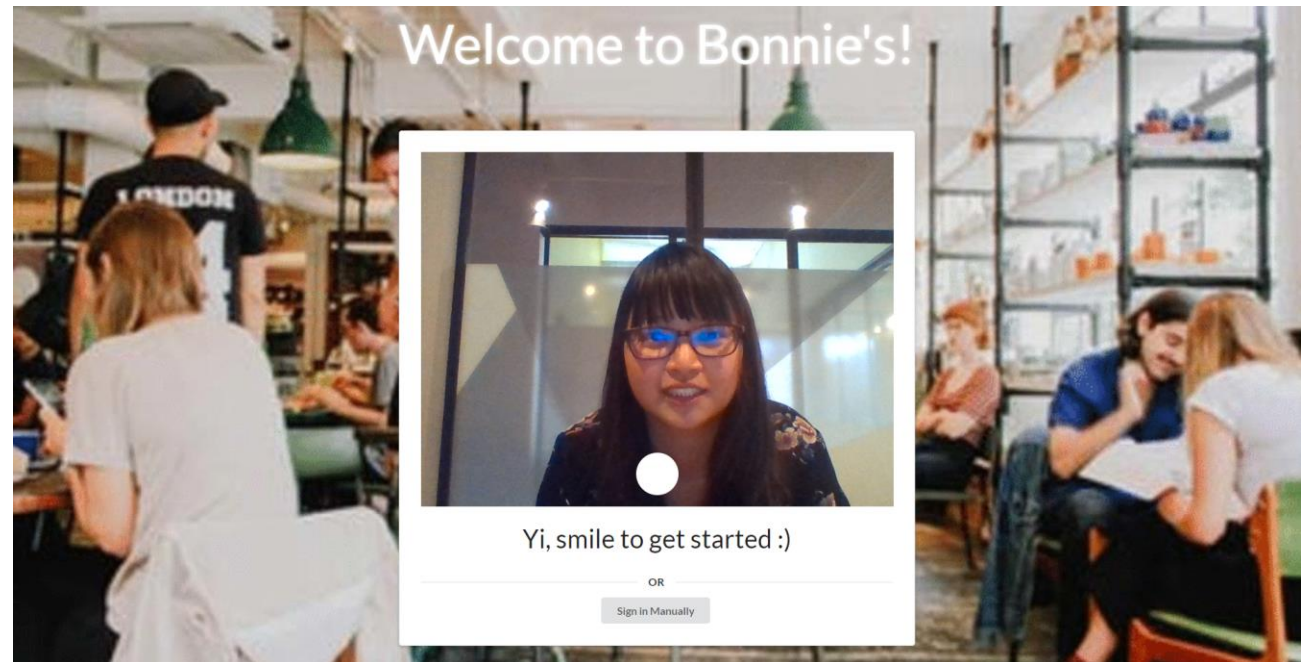 Welcome to Bonnie's!
LONDON
Yi, smile to get started :)
OR
Sign in Manually